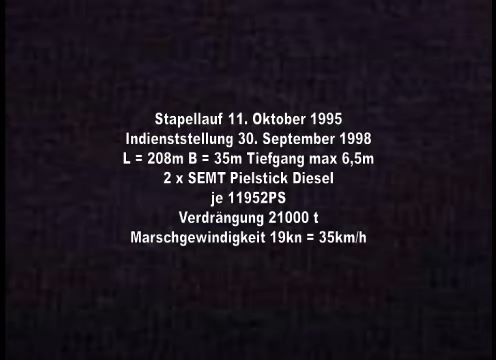 Stapellauf 11. Oktober 1995
Indienststellung 30. September 1998
L = 208m B = 35m Tiefgang max 6,5m
2 x SEMT Pielstick Diesel
je 11952PS
Verdrängung 21000 t
Marschgewindigkeit 19kn = 35km/h